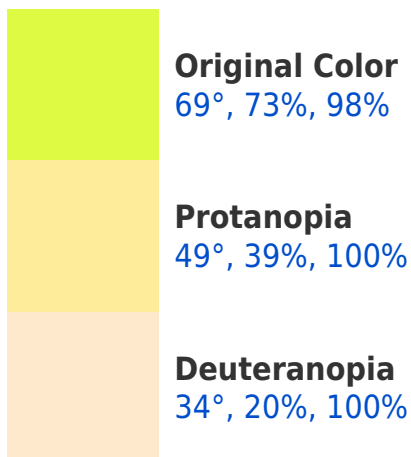 Original Color
69°, 73%, 98%
Protanopia
49°, 39%, 100%
Deuteranopia
34°, 20%, 100%